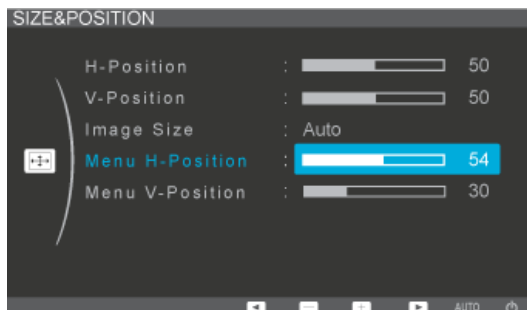 SIZE&POSITION
H-Position : 50
V-Position : 50
Image Size : Auto
Menu H-Position : 54
Menu V-Position : 30
AUTO